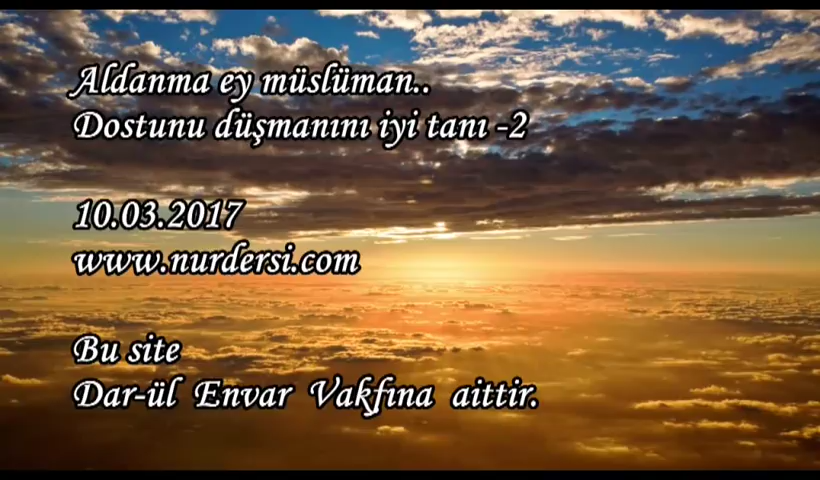 Aldanma ey müslüman..
Dostunu düşmanını iyi tanı -2
10.03.2017
www.nurdersi.com
Bu site
Dar-ül Envar Vakfına aittir.